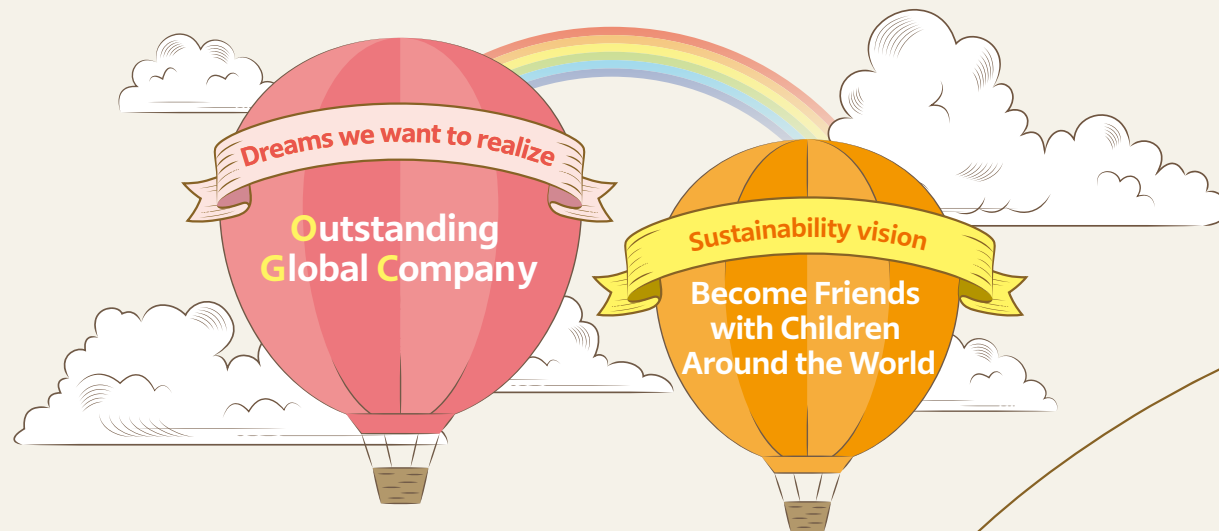 Dreams we want to realize
Outstanding
Global Company
Sustainability vision
Become Friends
with Children
Around the World